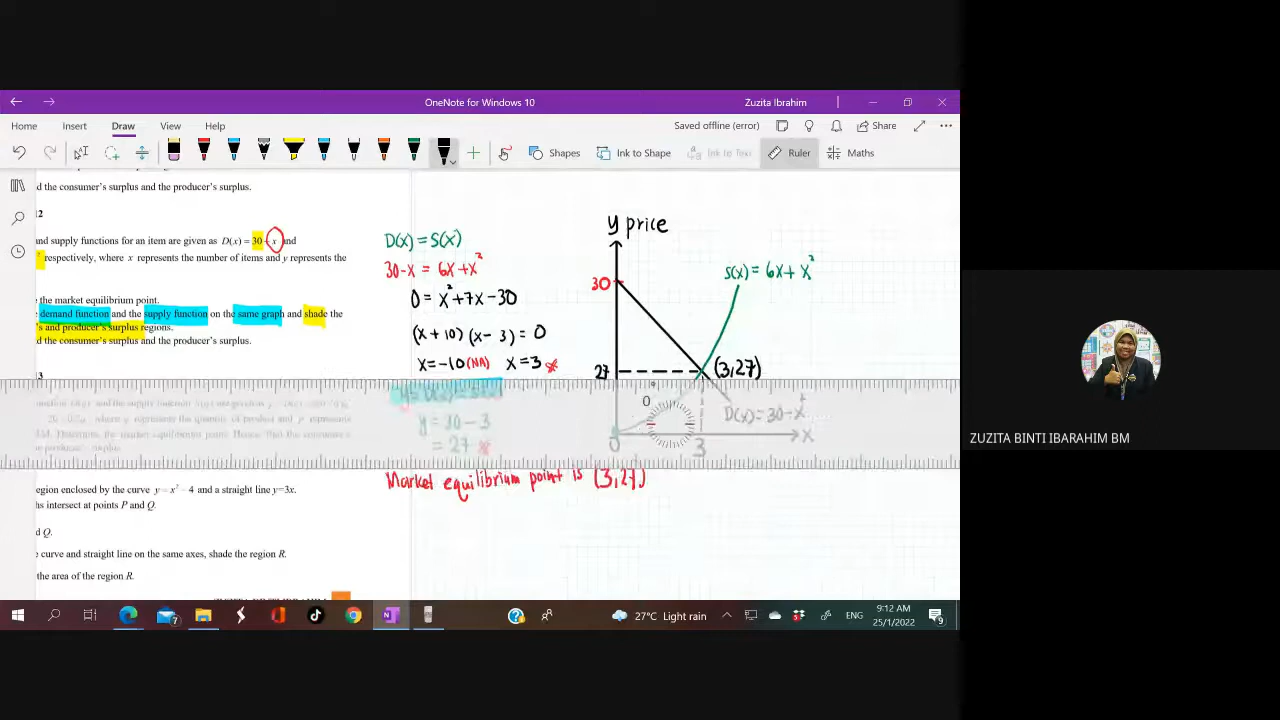 OneNote for Windows 10
Zuzita Ibrahim
Home Insert Draw View Help
Saved offline (error)
Share
Shapes
Ink to Shape
Ink to Text
Ruler
Maths
d the consumer's surplus and the producer's surplus.
12
and supply functions for an item are given as D(x) = 30 - x and
respectively, where x represents the number of items and y represents the
the market equilibrium point.
demand function and the supply function on the same graph and shade the
's and producer's surplus regions.
d the consumer's surplus and the producer's surplus.
13
region enclosed by the curve y = x² - 4 and a straight line y=3x.
hs intersect at points P and Q.
d Q.
e curve and straight line on the same axes, shade the region R.
the area of the region R.
D(x) = S(x)
30-x = 6x+x²
0 = x²+7x-30
(x+10)(x-3) = 0
x=-10 (NA) x=3
y = 30-3
= 27
Market equilibrium point is (3,27)
y price
30
S(x) = 6x + x²
27
(3,27)
0
D(x) = 30-x
0
3
x
ZUZITA BINTI IBARAHIM BM
27°C Light rain
ENG
9:12 AM
25/1/2022